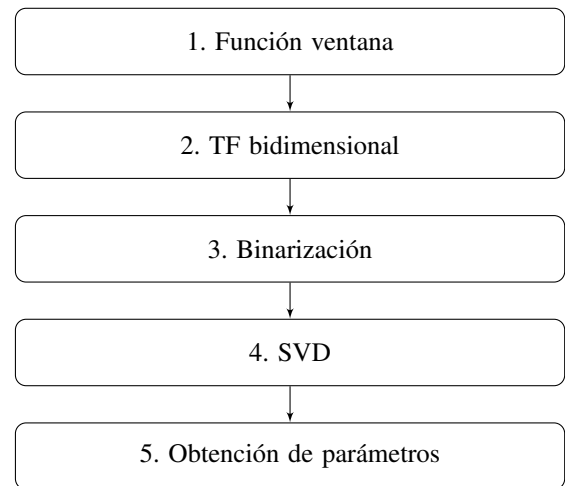 1. Función ventana
2. TF bidimensional
3. Binarización
4. SVD
5. Obtención de parámetros